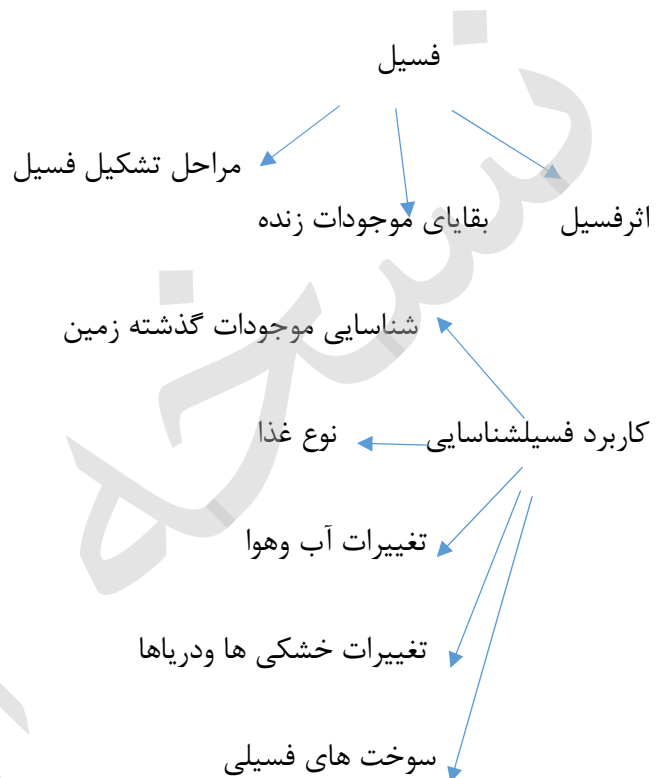 فسیل
مراحل تشکیل فسیل
اثرفسیل بقایای موجودات زنده
شناسایی موجودات گذشته زمین
کاربرد فسیلشناسایی نوع غذا
تغییرات آب وهوا
تغییرات خشکی ها ودریاها
سوخت های فسیلی
نسخه